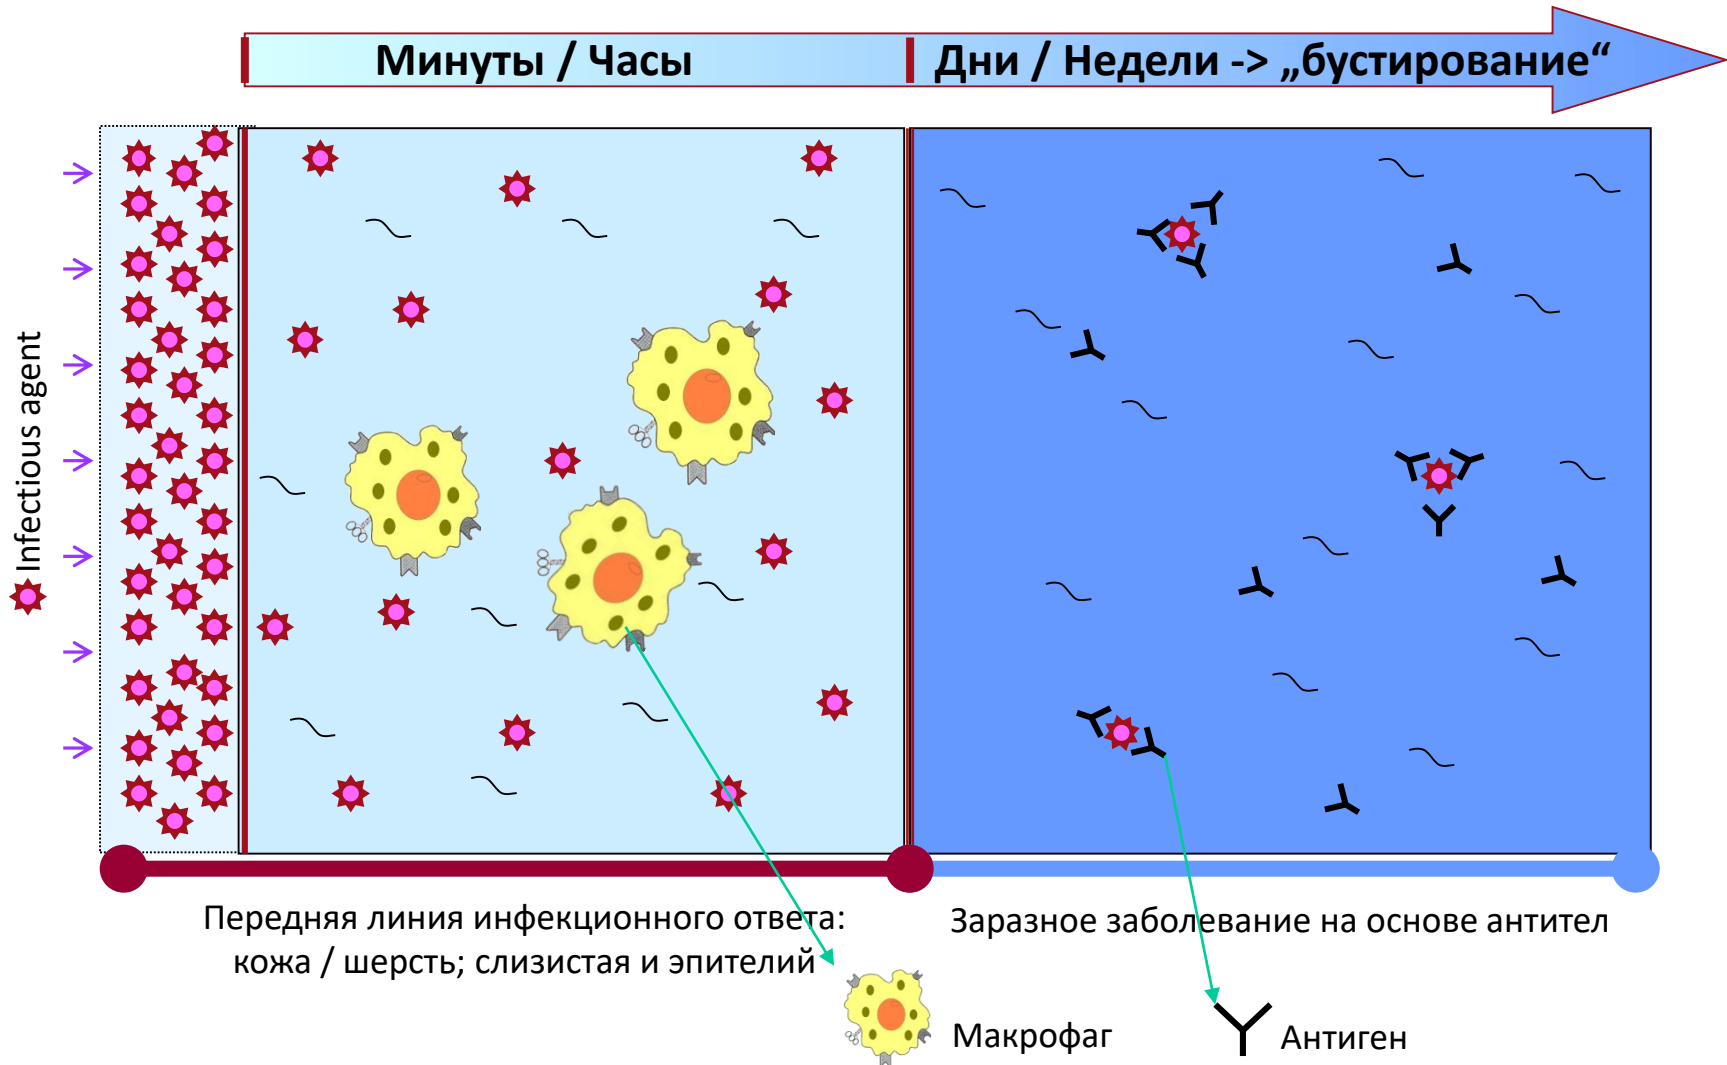 Минуты / Часы
Дни / Недели -> „бустирование“
Infectious agent
Передняя линия инфекционного ответа:
кожа / шерсть; слизистая и эпителий
Заразное заболевание на основе антител
Макрофаг
Антиген